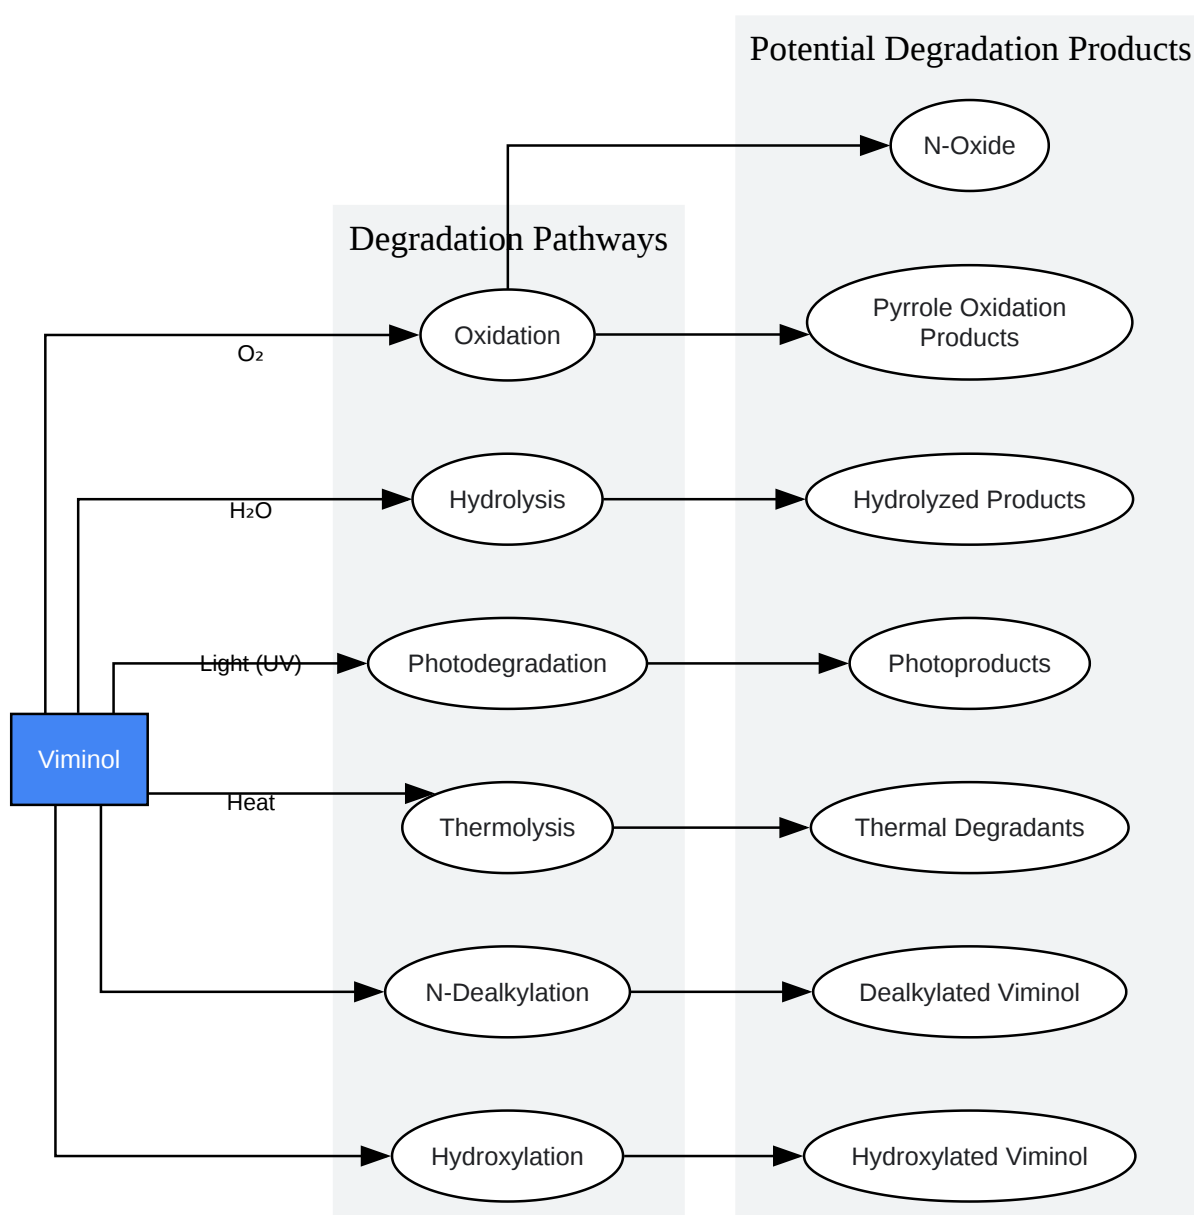 Potential Degradation Products
N-Oxide
Degradation Pathways
Pyrrole Oxidation
Products
Oxidation
O₂
Hydrolysis
Hydrolyzed Products
H₂O
Light (UV)
Photodegradation
Photoproducts
Viminol
Heat
Thermolysis
Thermal Degradants
N-Dealkylation
Dealkylated Viminol
Hydroxylation
Hydroxylated Viminol